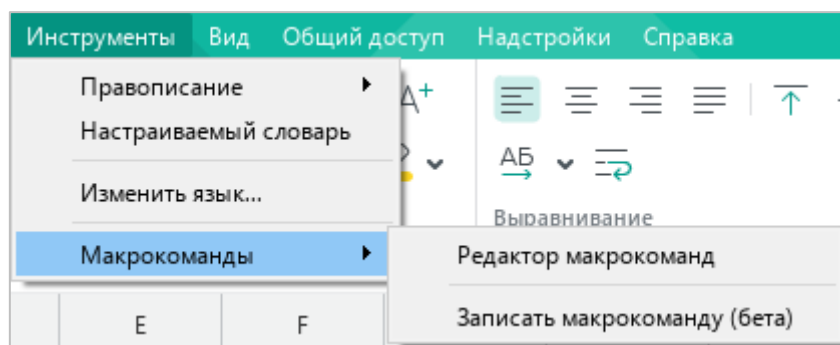 Инструменты Вид Общий доступ Надстройки Справка
Правописание
A+
Настраиваемый словарь
АБ
Изменить язык...
Выравнивание
Макрокоманды
Редактор макрокоманд
Записать макрокоманду (бета)
E F